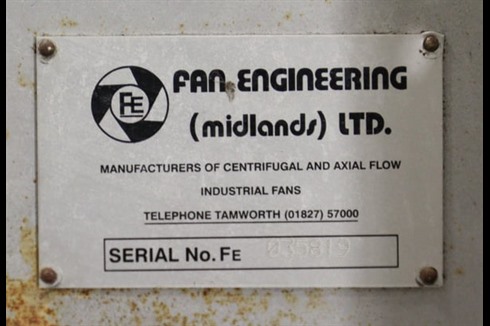 FE
FAN ENGINEERING
(midlands) LTD.
MANUFACTURERS OF CENTRIFUGAL AND AXIAL FLOW
INDUSTRIAL FANS
TELEPHONE TAMWORTH (01827) 57000
SERIAL No. FE 035819